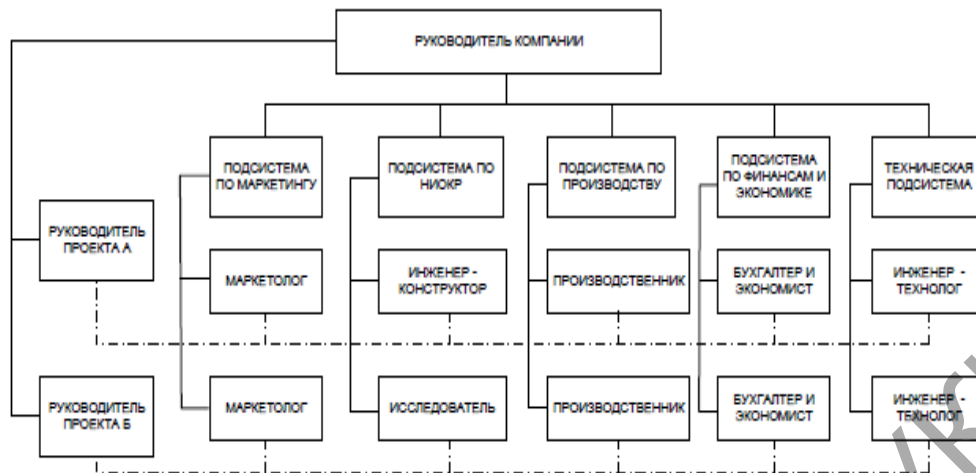 РУКОВОДИТЕЛЬ КОМПАНИИ
ПОДСИСТЕМА
ПО МАРКЕТИНГУ
ПОДСИСТЕМА ПО
НИОКР
ПОДСИСТЕМА ПО
ПРОИЗВОДСТВУ
ПОДСИСТЕМА
ПО ФИНАНСАМ И
ЭКОНОМИКЕ
ТЕХНИЧЕСКАЯ
ПОДСИСТЕМА
РУКОВОДИТЕЛЬ
ПРОЕКТА А
МАРКЕТОЛОГ
ИНЖЕНЕР -
КОНСТРУКТОР
ПРОИЗВОДСТВЕННИК
БУХГАЛТЕР И
ЭКОНОМИСТ
ИНЖЕНЕР -
ТЕХНОЛОГ
РУКОВОДИТЕЛЬ
ПРОЕКТА Б
МАРКЕТОЛОГ
ИССЛЕДОВАТЕЛЬ
ПРОИЗВОДСТВЕННИК
БУХГАЛТЕР И
ЭКОНОМИСТ
ИНЖЕНЕР -
ТЕХНОЛОГ